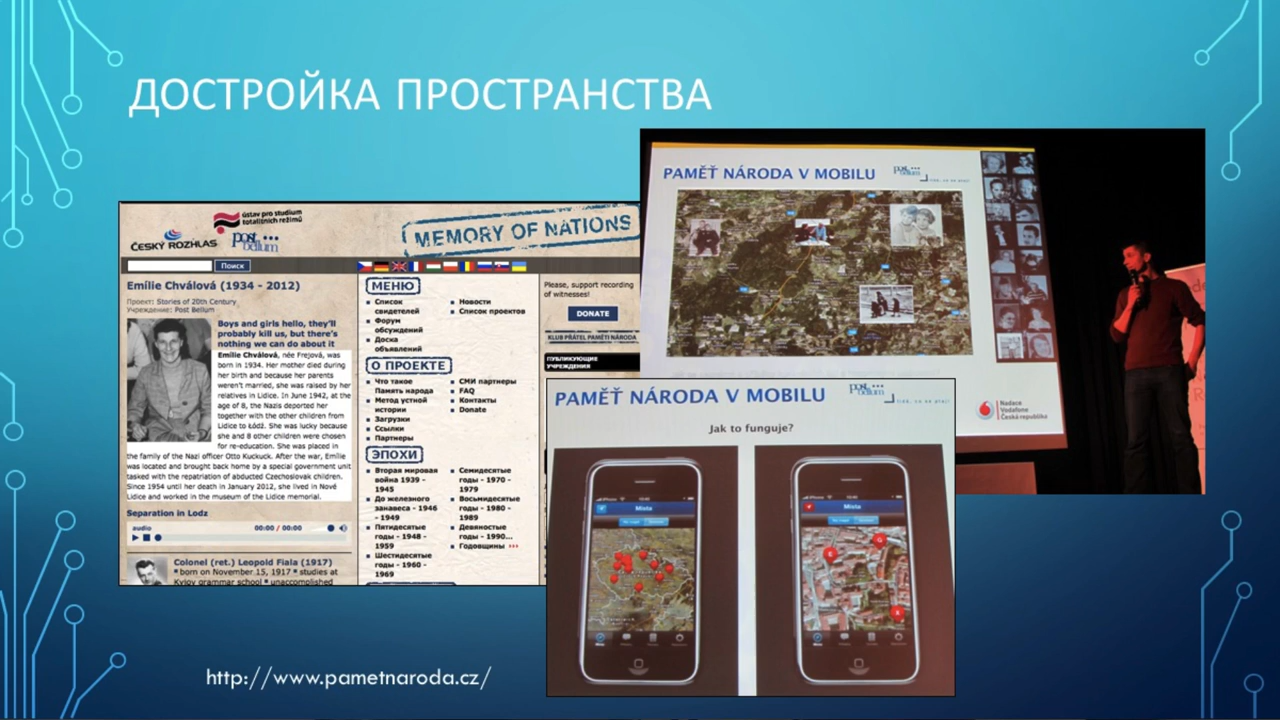 ДОСТРОЙКА ПРОСТРАНСТВА
ústav pro studium
totalitních režimů
ČESKÝ ROZHLAS
post bellum
MEMORY OF NATIONS
Поиск
Emílie Chválová (1934 - 2012)
Проект: Stories of 20th Century
Учреждение: Post Bellum
Boys and girls hello, they'll
probably kill us, but there's
nothing we can do about it
Emílie Chválová, née Frejová, was
born in 1934. Her mother died during
her birth and because her parents
weren't married, she was raised by her
relatives in Lidice. In June 1942, at the
age of 8, the Nazis deported her
together with the other children from
Lidice to Łódź. She was lucky because
she and 8 other children were chosen
for re-education. She was placed in
the family of the Nazi officer Otto Kuckuck. After the war, Emílie
was located and brought back home by a special government unit
tasked with the repatriation of abducted Czechoslovak children.
Since 1954 until her death in January 2012, she lived in Nové
Lidice and worked in the museum of the Lidice memorial.
Separation in Lodz
audio
00:00 / 00:00
Colonel (ret.) Leopold Fiala (1917)
born on November 15, 1917 ▪ studies at
Kyjov grammar school ▪ unaccomplished
МЕНЮ
Список
свидетелей
Форум
обсуждений
Доска
объявлений
Новости
Список проектов
О ПРОЕКТЕ
Что такое
Память народа
Метод устной
истории
Загрузки
Ссылки
Партнеры
СМИ партнеры
FAQ
Контакты
Donate
ЭПОХИ
Вторая мировая
война 1939 -
1945
До железного
занавеса - 1946
- 1949
Пятидесятые
годы - 1948 -
1959
Шестидесятые
годы - 1960 -
1969
Семидесятые
годы - 1970 -
1979
Восьмидесятые
годы - 1980 -
1989
Девяностые
годы - 1990...
Годовщины ›››
Please, support recording
of witnesses!
DONATE
KLUB PŘÁTEL PAMĚTI NÁRODA
ПУБЛИКУЮЩИЕ
УЧРЕЖДЕНИЯ
PAMĚŤ NÁRODA V MOBILU
post bellum
Nadace
Vodafone
Česká republika
PAMĚŤ NÁRODA V MOBILU
post bellum
Jak to funguje?
Místa
Místa
http://www.pametnaroda.cz/